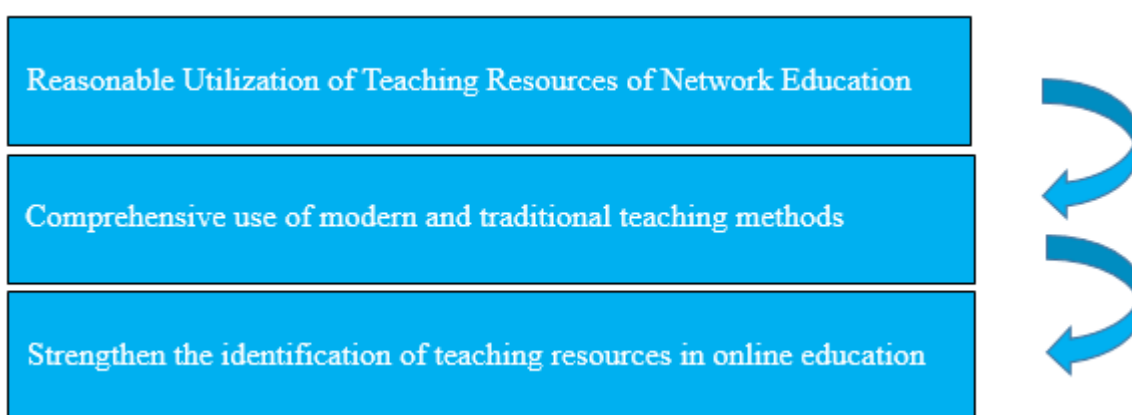 Reasonable Utilization of Teaching Resources of Network Education
Comprehensive use of modern and traditional teaching methods
Strengthen the identification of teaching resources in online education